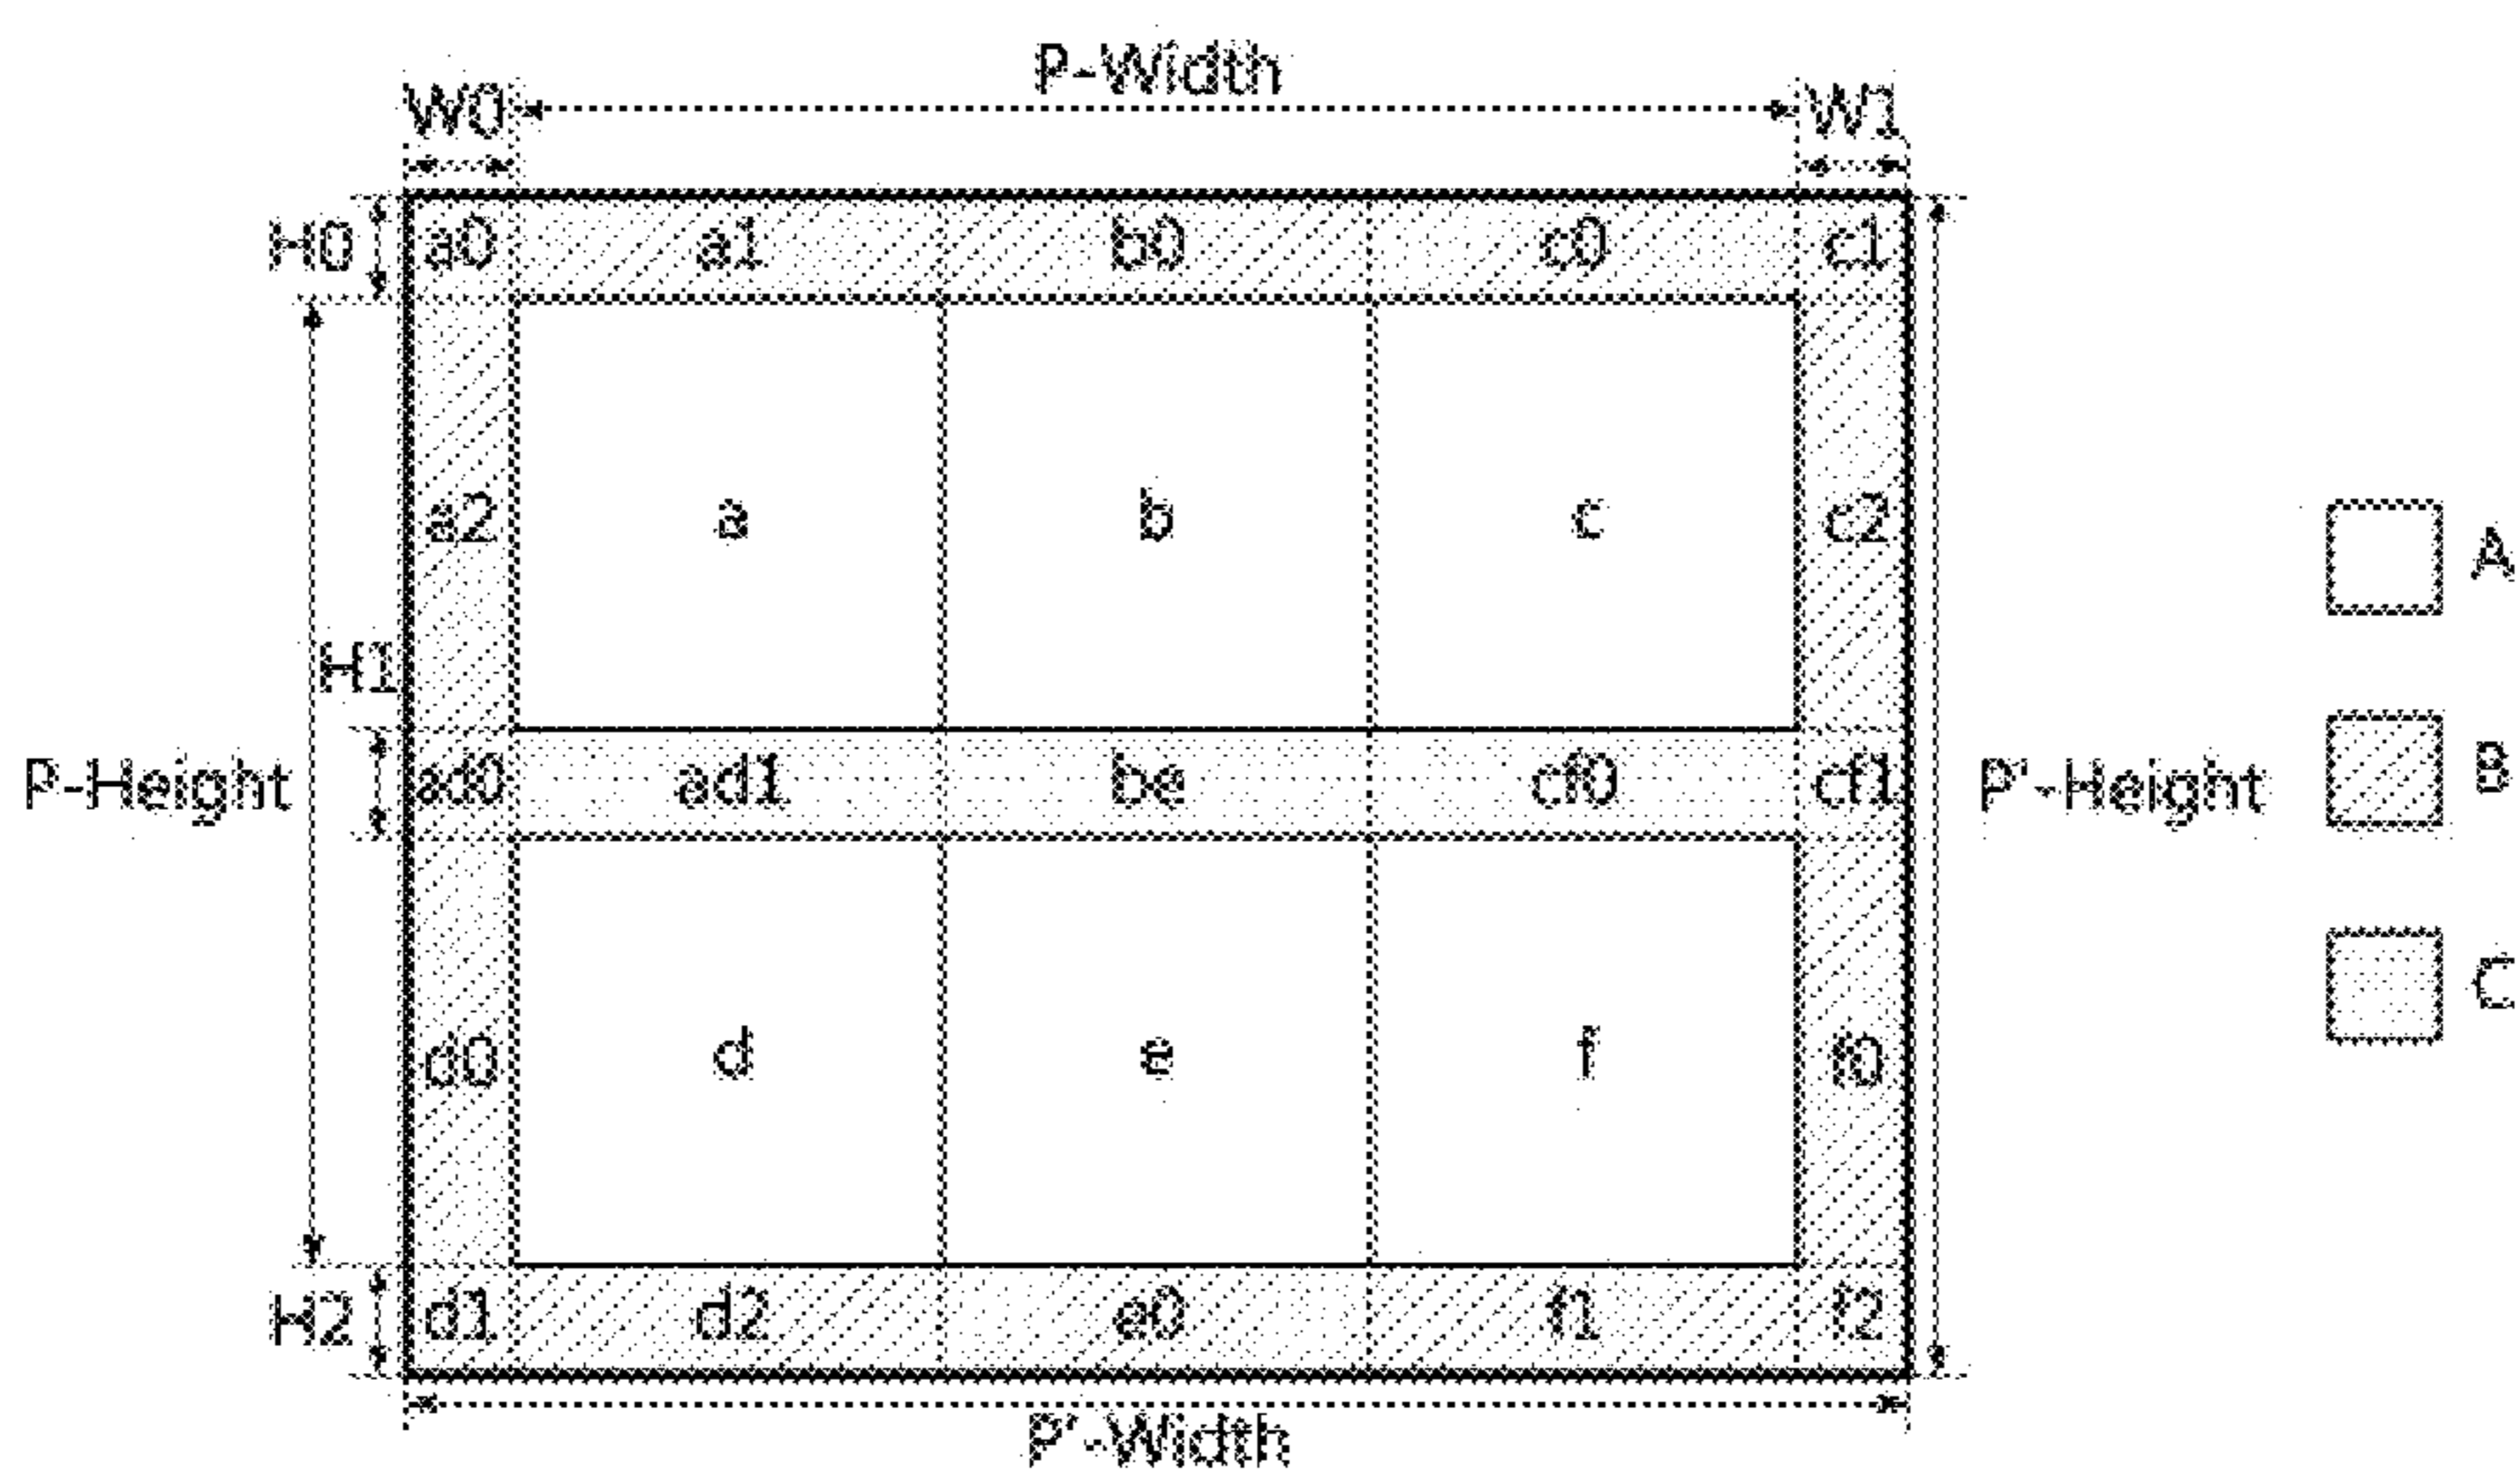 P-Width
W0 W1
H0 a0 a1 b0 c0 c1
a2 a b c c2 A
H1
P-Height ad0 ad1 be cf0 cf1 P'-Height B
C
d0 d e f f0
H2 d1 d2 e0 f1 f2
P'-Width